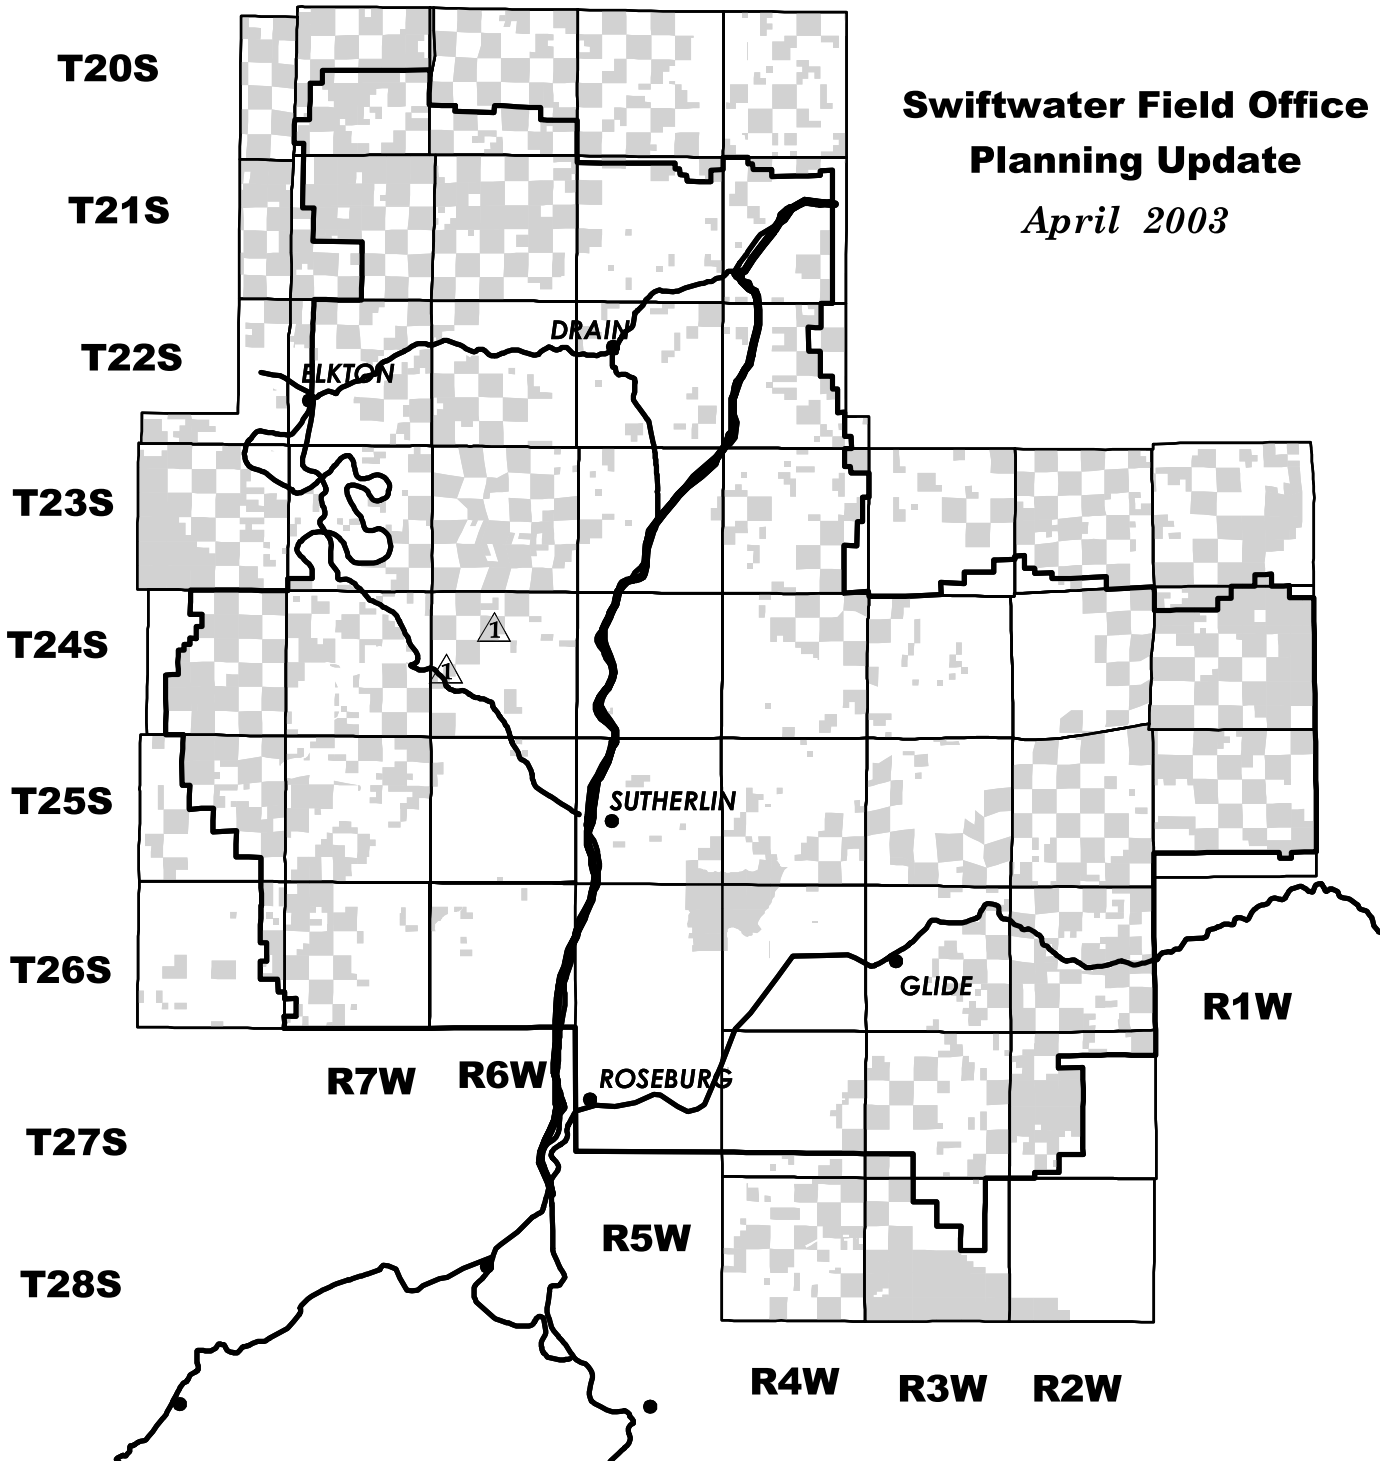 T20S
Swiftwater Field Office
Planning Update
April 2003
T21S
DRAIN
T22S
ELKTON
T23S
1
T24S
1
T25S
SUTHERLIN
T26S
GLIDE
R1W
R7W
R6W
ROSEBURG
T27S
R5W
T28S
R4W
R3W
R2W